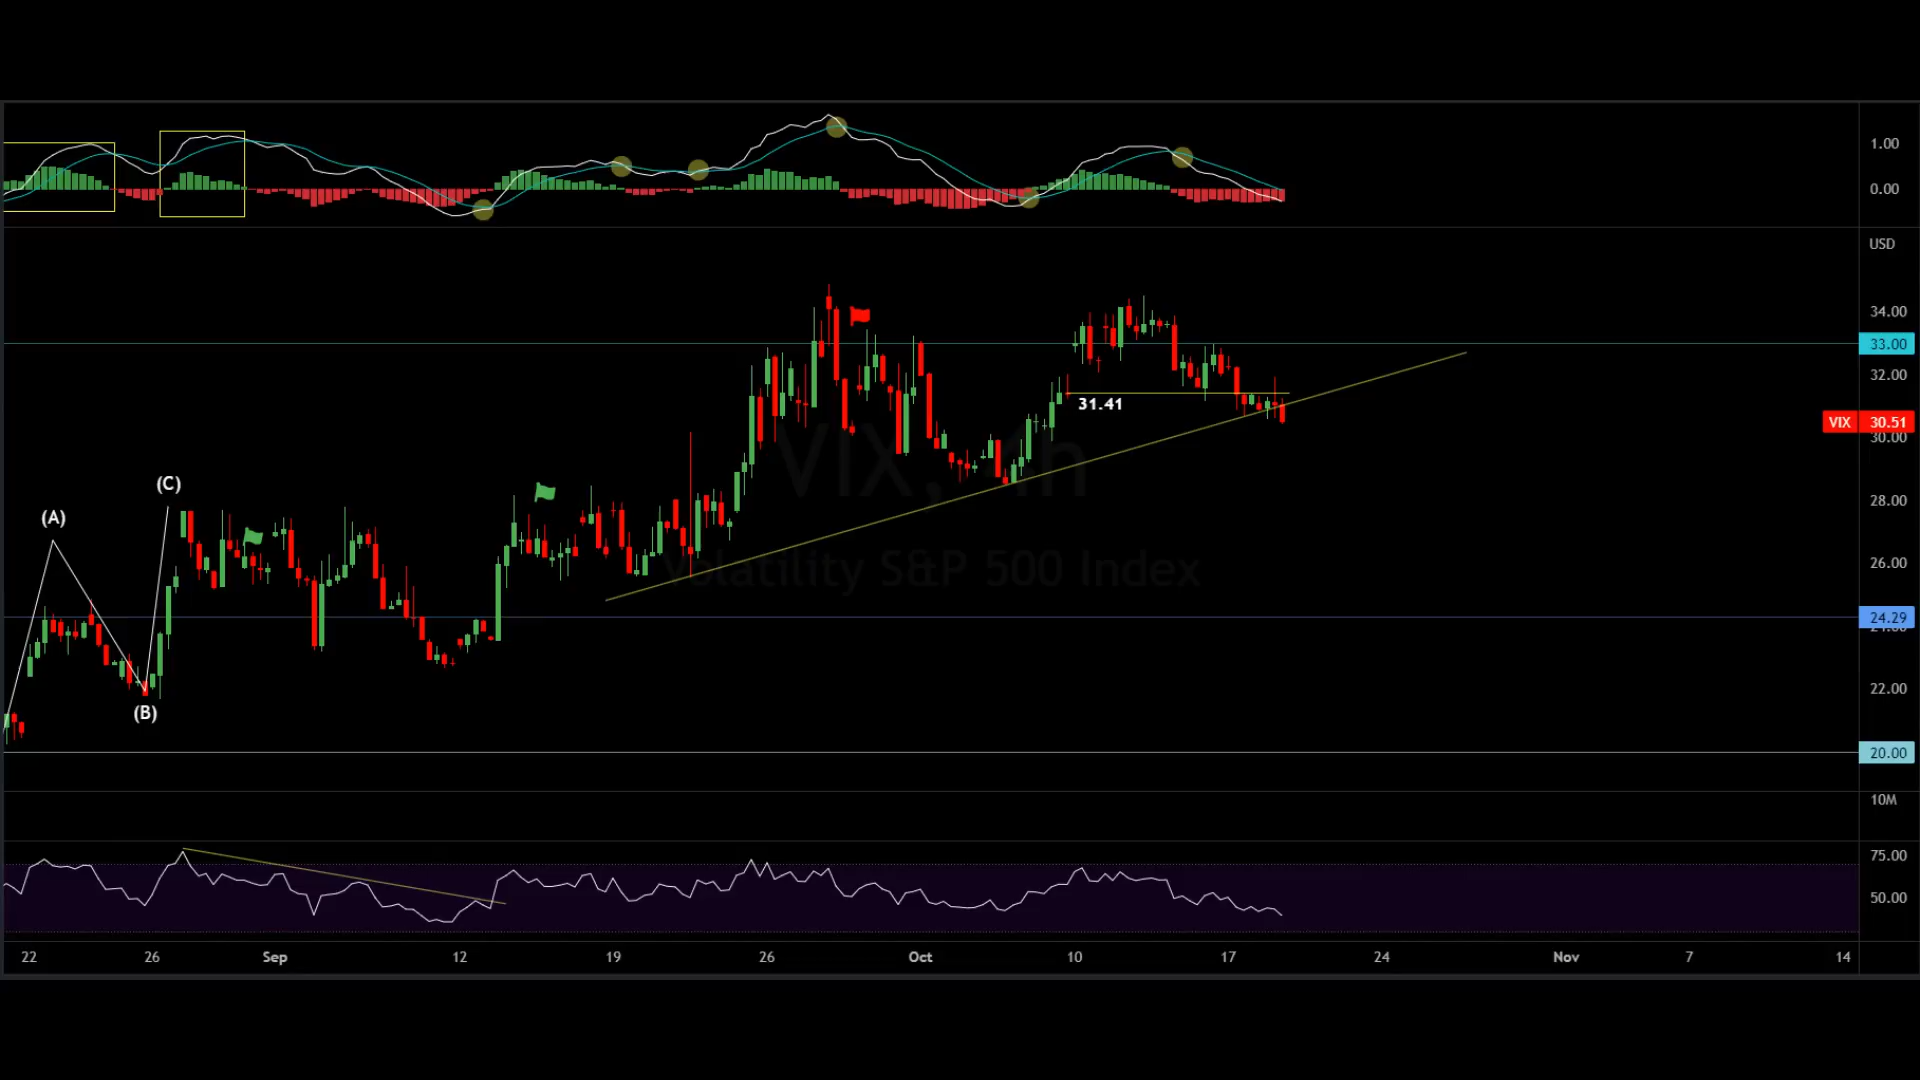 1.00
0.00
USD
34.00
33.00
32.00
31.41
VIX 30.51
30.00
VIX, 4h
(C)
28.00
(A)
26.00
Volatility S&P 500 Index
24.29
24.00
22.00
(B)
20.00
10M
75.00
50.00
22 26 Sep 12 19 26 Oct 10 17 24 Nov 7 14